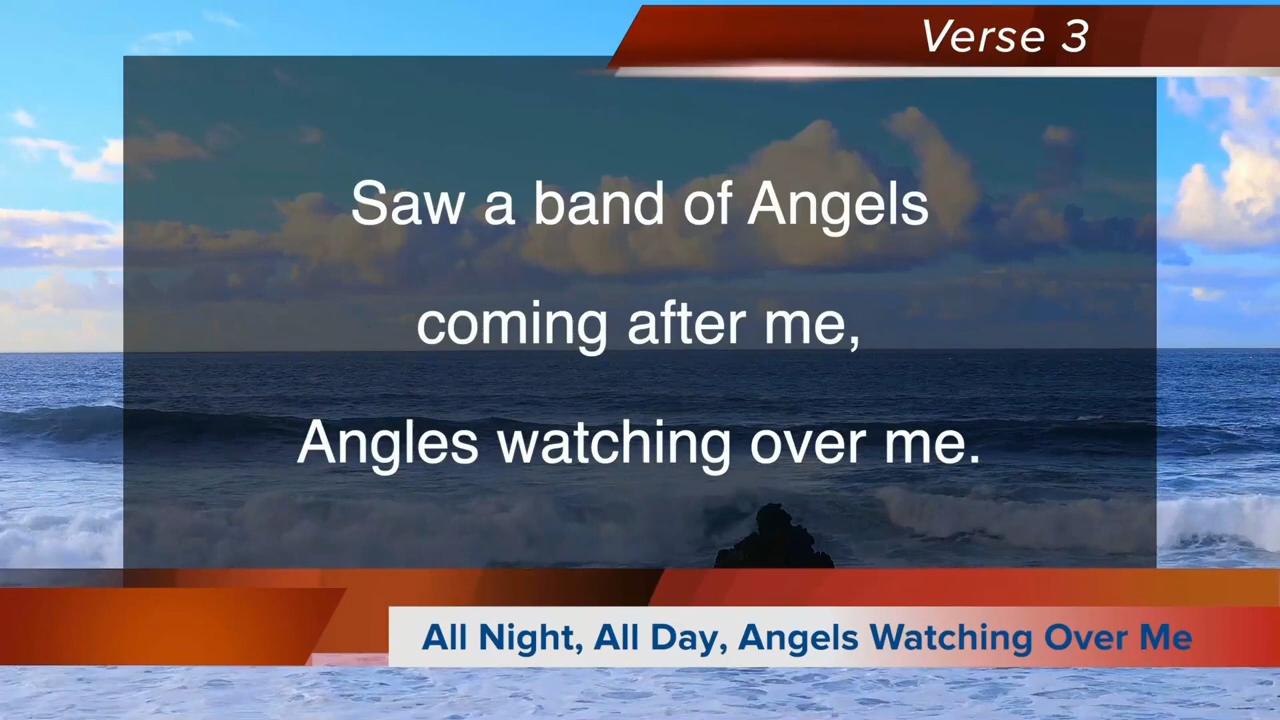 Verse 3
Saw a band of Angels
coming after me,
Angles watching over me.
All Night, All Day, Angels Watching Over Me